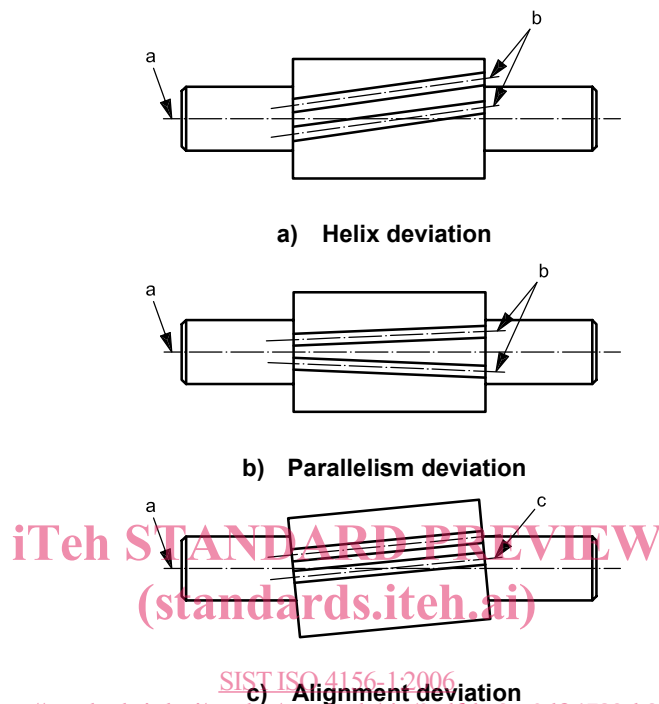 b
a
a) Helix deviation
b
a
b) Parallelism deviation
a
c
iTeh STANDARD PREVIEW
(standards.iteh.ai)
SIST ISO 4156-1:2006
c) Alignment deviation